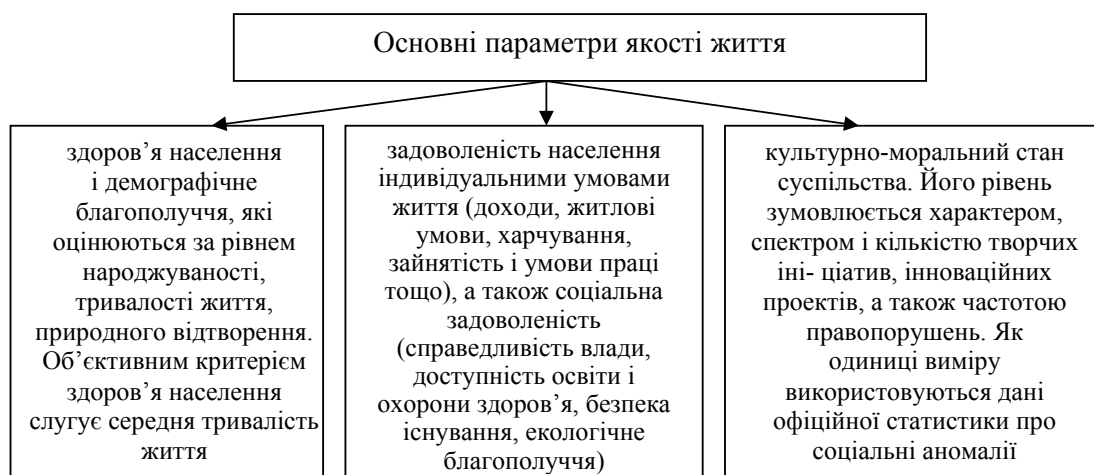 Основні параметри якості життя
здоров’я населення
і демографічне
благополуччя, які
оцінюються за рівнем
народжуваності,
тривалості життя,
природного відтворення.
Об’єктивним критерієм
здоров’я населення
слугує середня тривалість
життя
задоволеність населення
індивідуальними умовами
життя (доходи, житлові
умови, харчування,
зайнятість і умови праці
тощо), а також соціальна
задоволеність
(справедливість влади,
доступність освіти і
охорони здоров’я, безпека
існування, екологічне
благополуччя)
культурно-моральний стан
суспільства. Його рівень
зумовлюється характером,
спектром і кількістю творчих
іні- ціатив, інноваційних
проектів, а також частотою
правопорушень. Як
одиниці виміру
використовуються дані
офіційної статистики про
соціальні аномалії